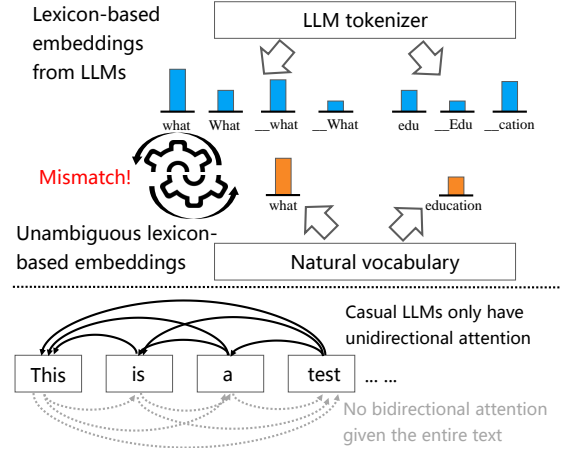 Lexicon-based
embeddings
from LLMs
LLM tokenizer
what What __what __What edu __Edu __cation
Mismatch!
what education
Unambiguous lexicon-
based embeddings
Natural vocabulary
Casual LLMs only have
unidirectional attention
This is a test ... ...
No bidirectional attention
given the entire text